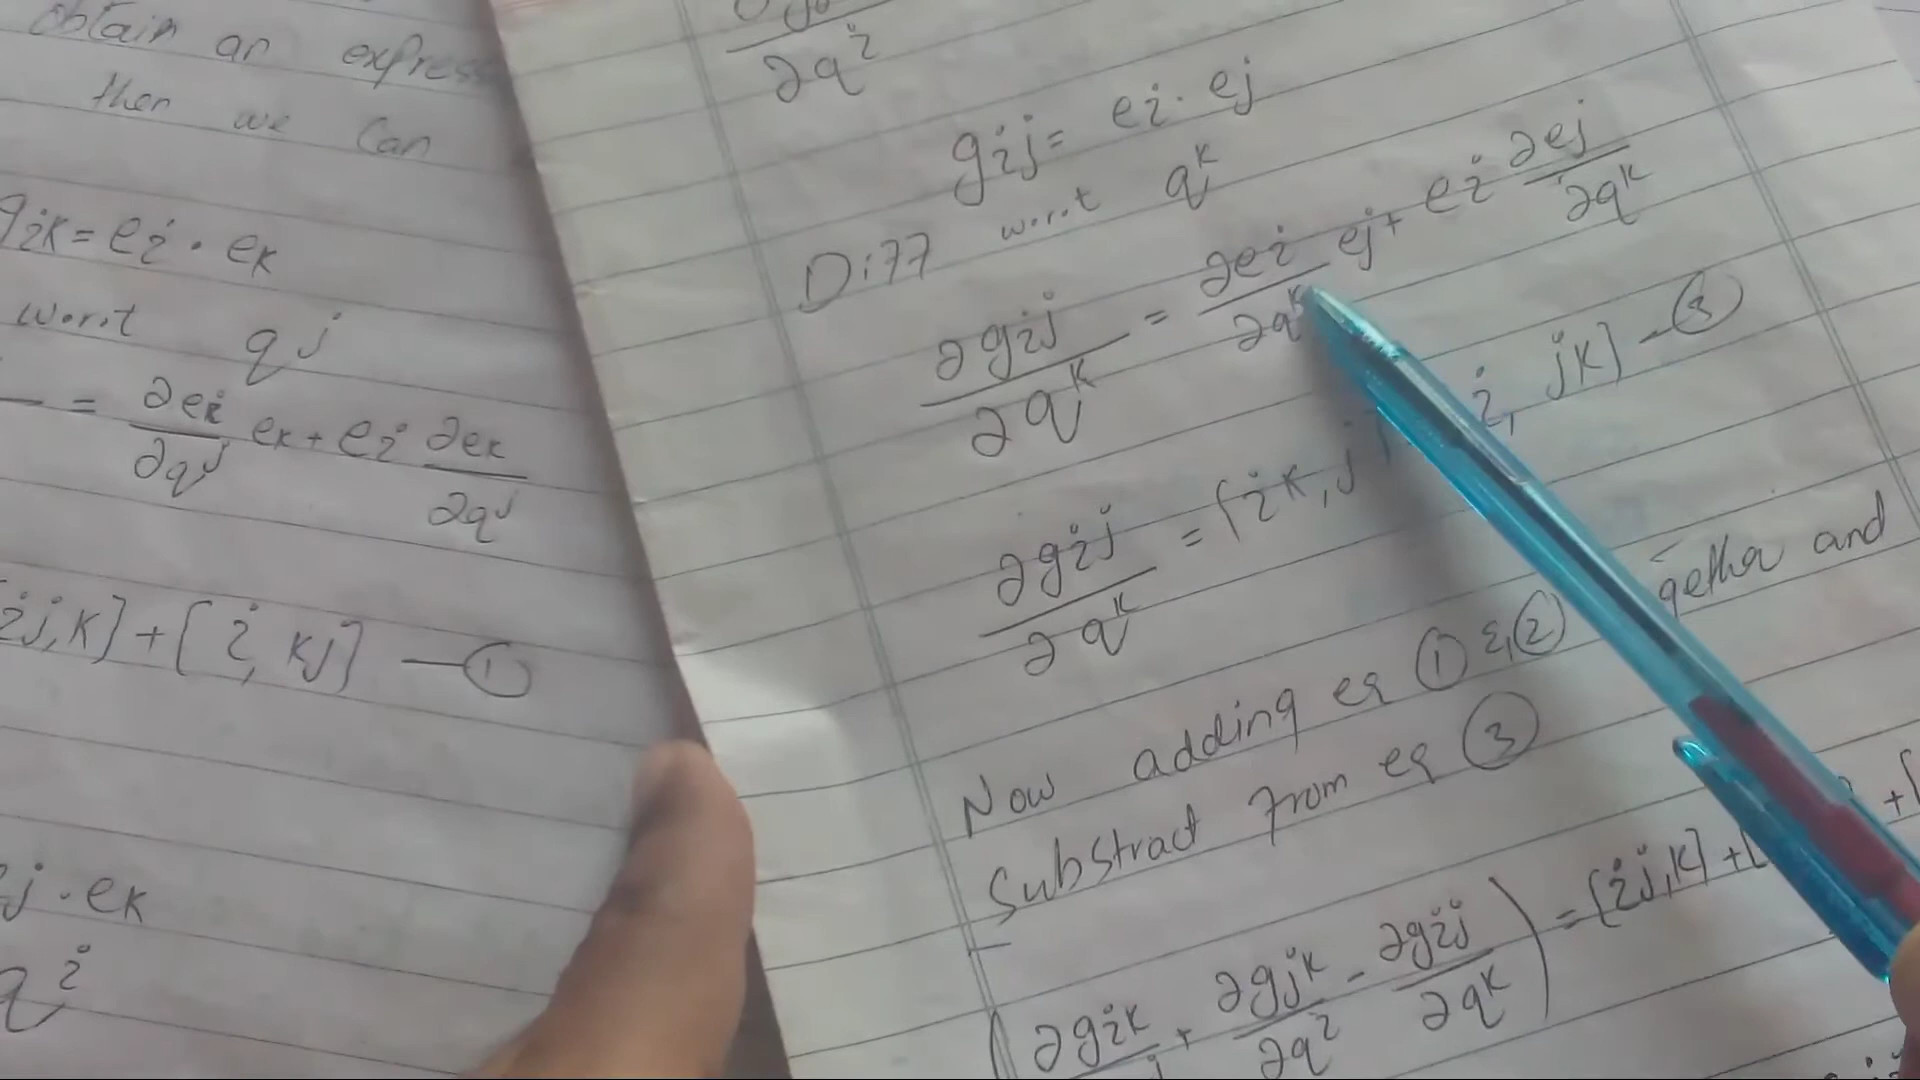 obtain an express
then we Can
gik = ei · ek
w.r.t qj
= ∂ei/∂qj ek + ei ∂ek/∂qj
ij,k] + [i, kj] — ①
j · ek
qi
∂qi
gij = ei · ej
Diff w.r.t qk
∂gij/∂qk = ∂ei/∂qk ej + ei ∂ej/∂qk
∂gij/∂qk = [ik, j i, jk] — ③
Now adding eq ① & ② gether and
Substract from eq ③
(∂gik + ∂gjk/∂qi - ∂gij/∂qk) = [ij,k] + [ + [